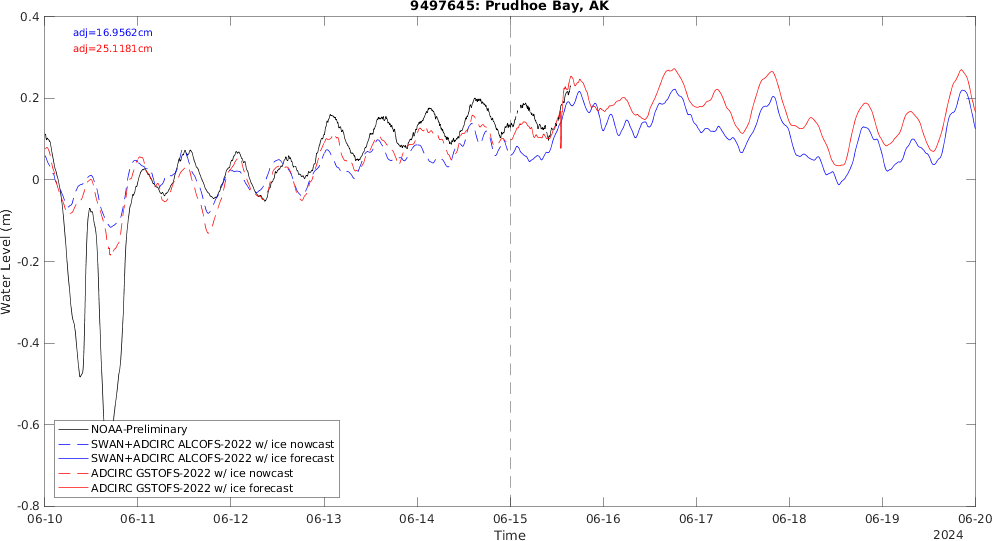 9497645: Prudhoe Bay, AK
adj=16.9562cm
adj=25.1181cm
0.4
0.2
0
-0.2
-0.4
-0.6
-0.8
Water Level (m)
NOAA-Preliminary
SWAN+ADCIRC ALCOFS-2022 w/ ice nowcast
SWAN+ADCIRC ALCOFS-2022 w/ ice forecast
ADCIRC GSTOFS-2022 w/ ice nowcast
ADCIRC GSTOFS-2022 w/ ice forecast
06-10 06-11 06-12 06-13 06-14 06-15 06-16 06-17 06-18 06-19 06-20
Time
2024